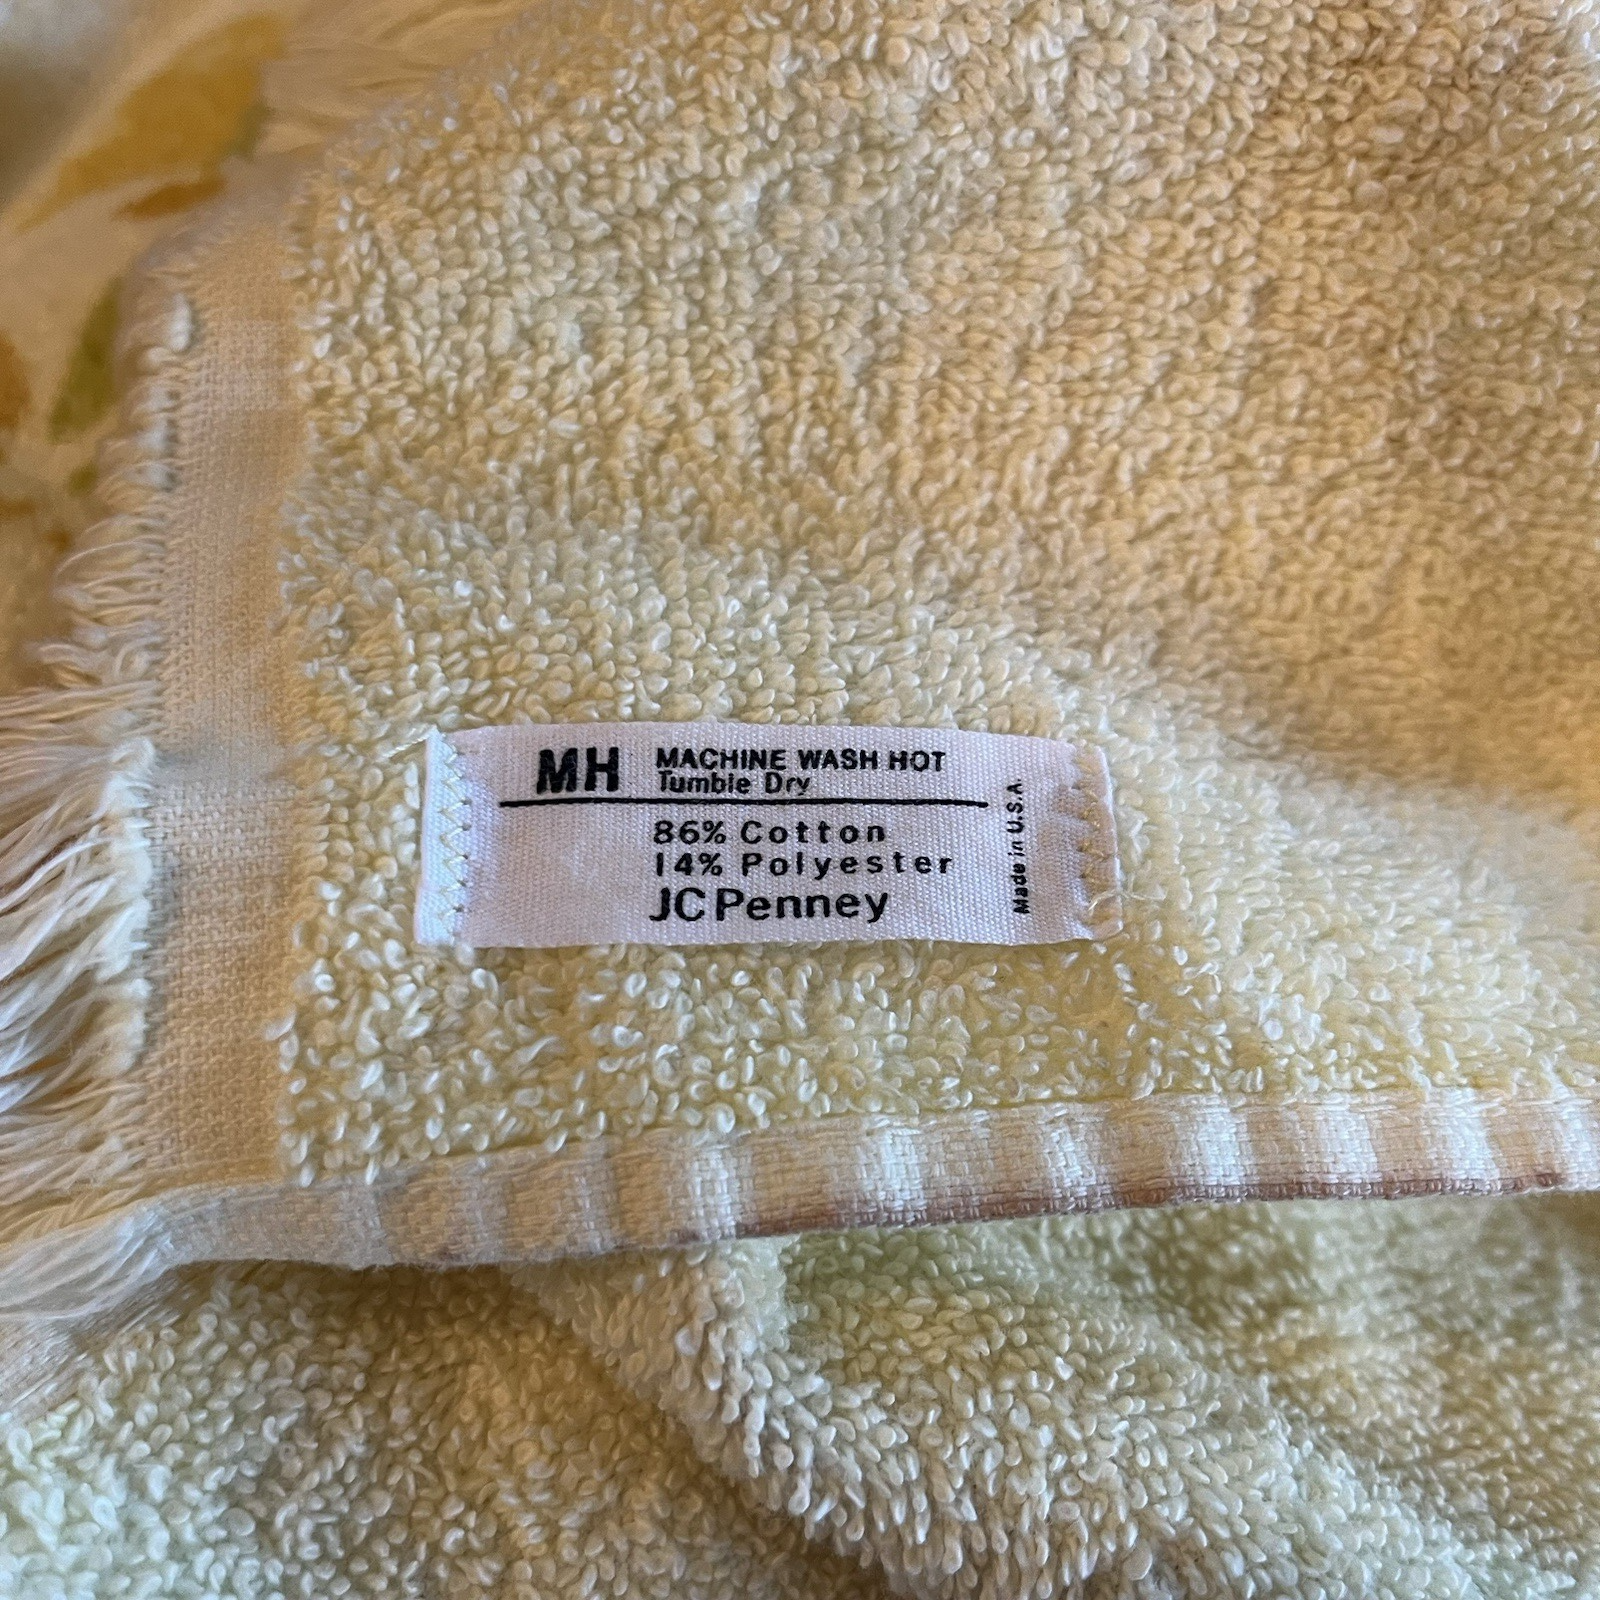 MH MACHINE WASH HOT
Tumble Dry
86% Cotton
14% Polyester
JCPenney
Made in U.S.A.